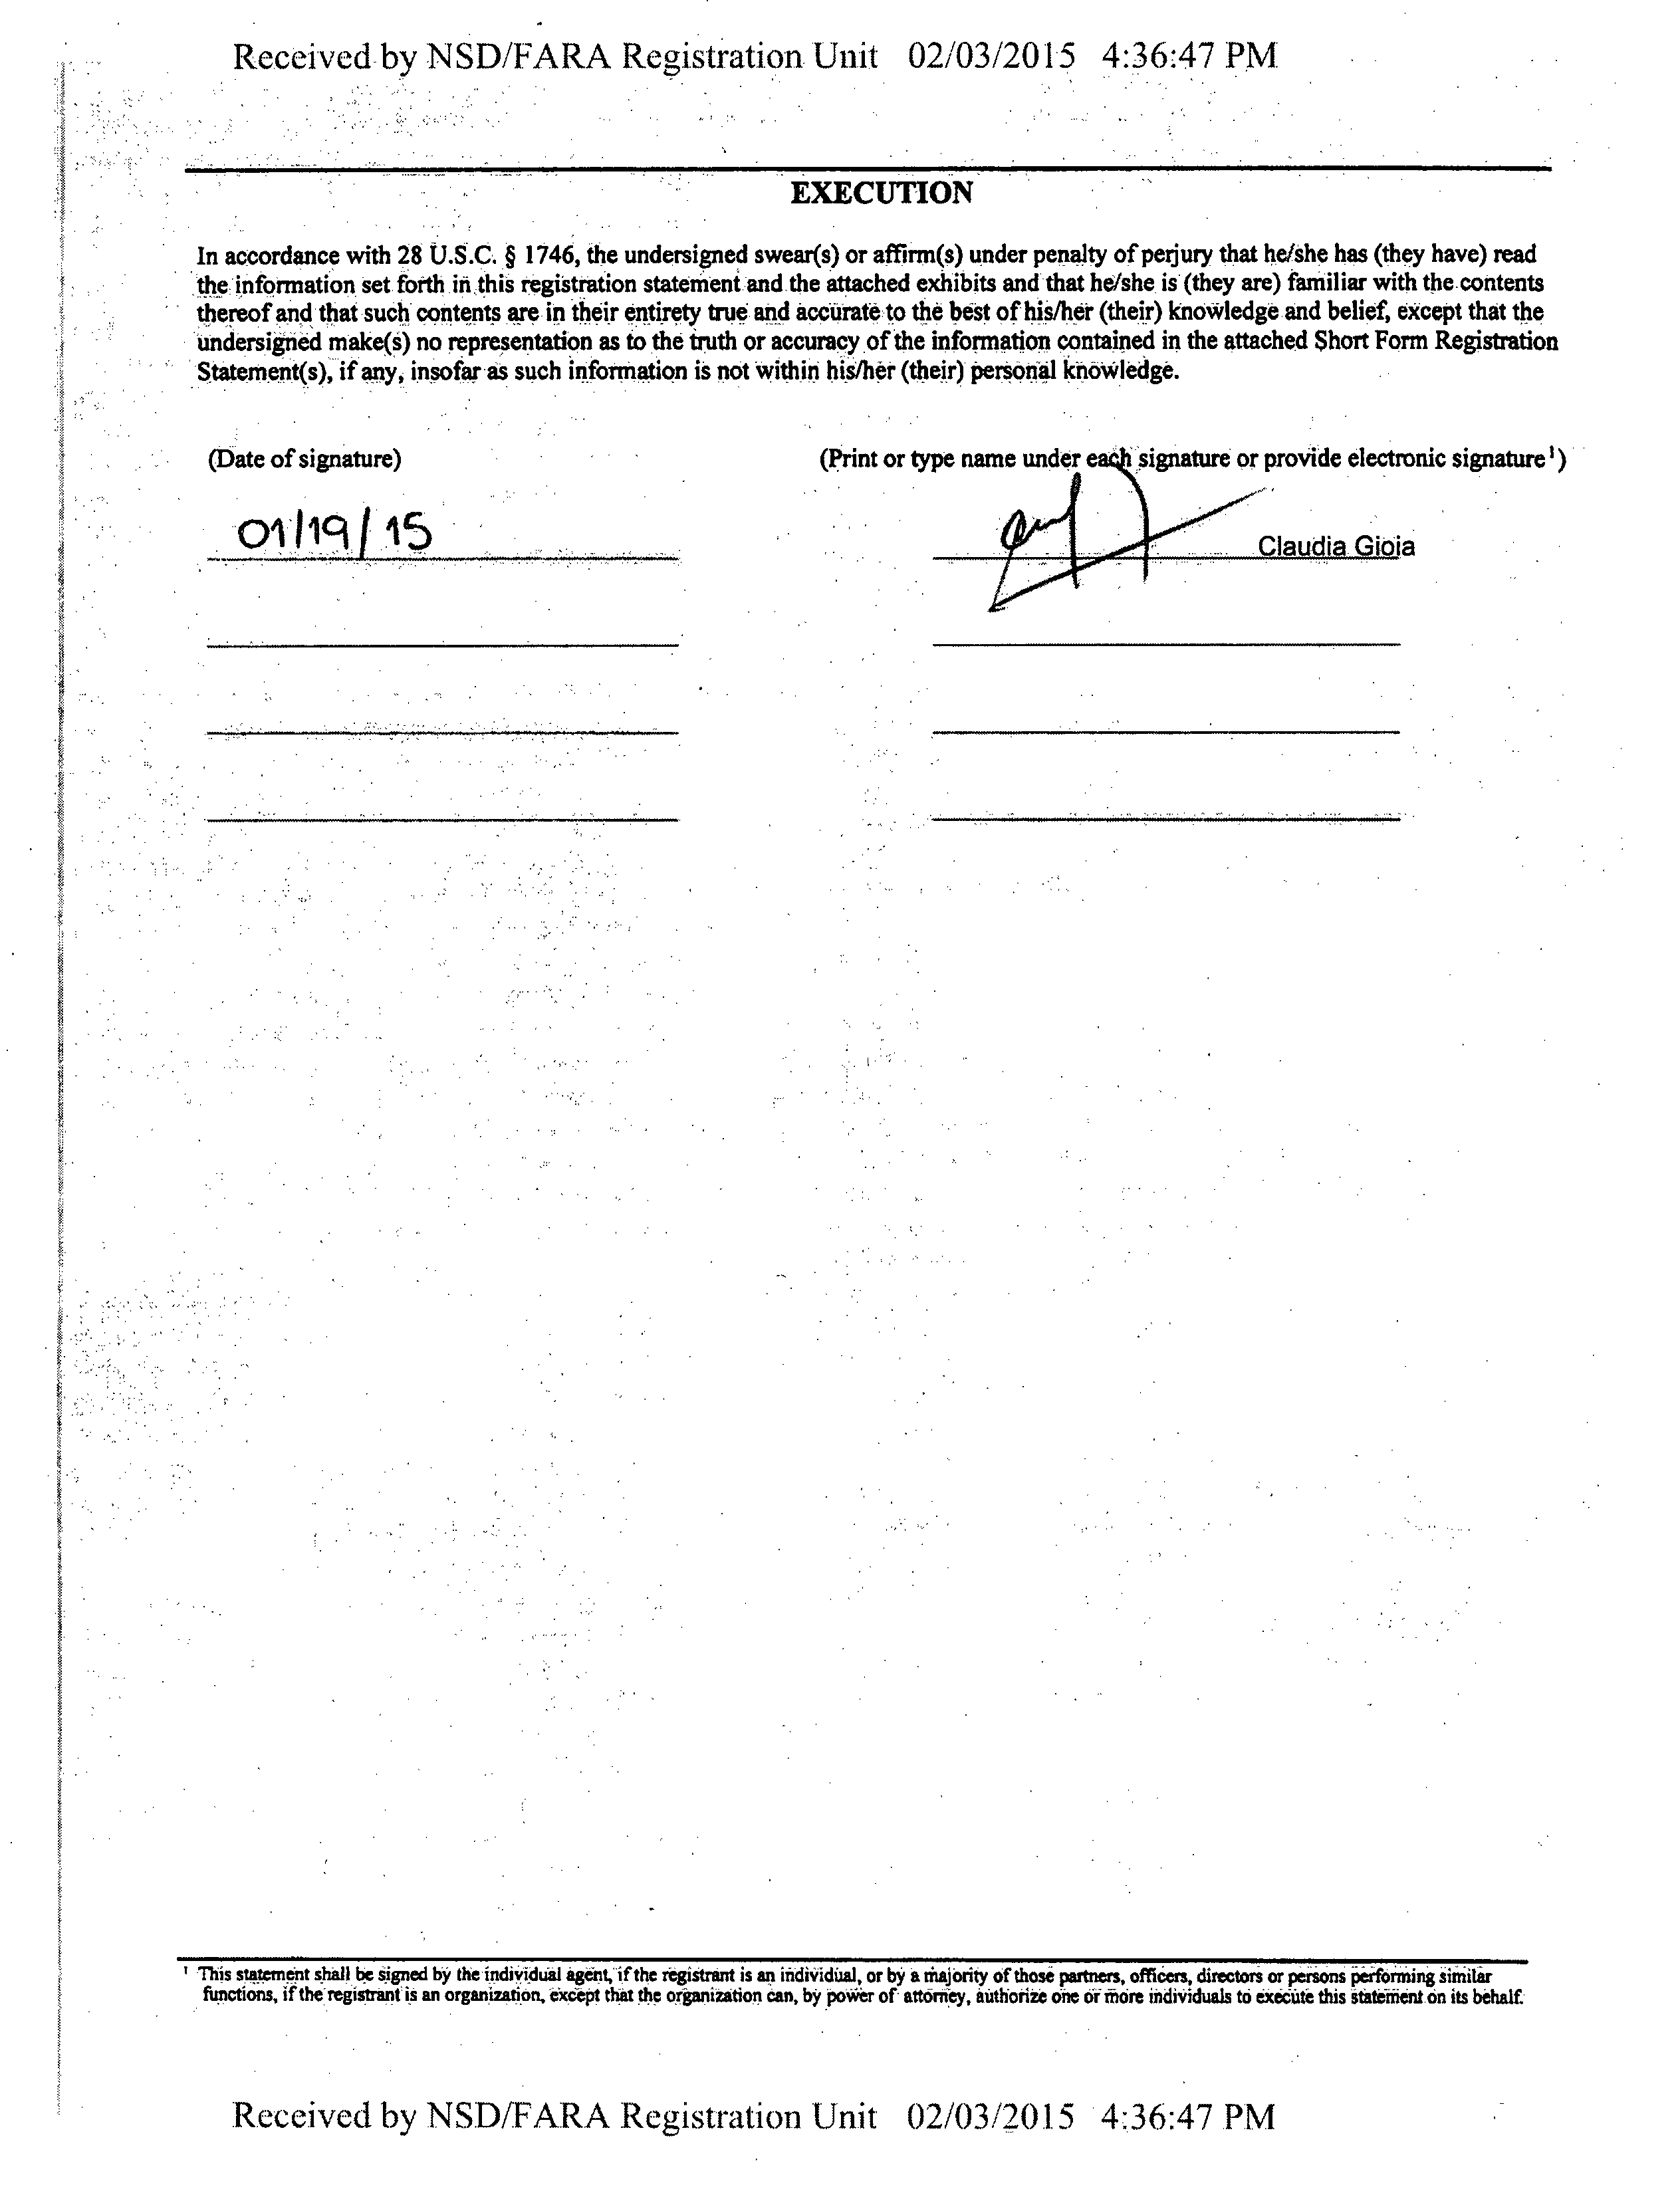 Received by NSD/FARA Registration Unit 02/03/2015 4:36:47 PM
EXECUTION
In accordance with 28 U.S.C. § 1746, the undersigned swear(s) or affirm(s) under penalty of perjury that he/she has (they have) read
the information set forth in this registration statement and the attached exhibits and that he/she is (they are) familiar with the contents
thereof and that such contents are in their entirety true and accurate to the best of his/her (their) knowledge and belief, except that the
undersigned make(s) no representation as to the truth or accuracy of the information contained in the attached Short Form Registration
Statement(s), if any, insofar as such information is not within his/her (their) personal knowledge.
(Date of signature) (Print or type name under each signature or provide electronic signature¹)
01/19/15 Claudia Gioia
¹ This statement shall be signed by the individual agent, if the registrant is an individual, or by a majority of those partners, officers, directors or persons performing similar
functions, if the registrant is an organization, except that the organization can, by power of attorney, authorize one or more individuals to execute this statement on its behalf.
Received by NSD/FARA Registration Unit 02/03/2015 4:36:47 PM